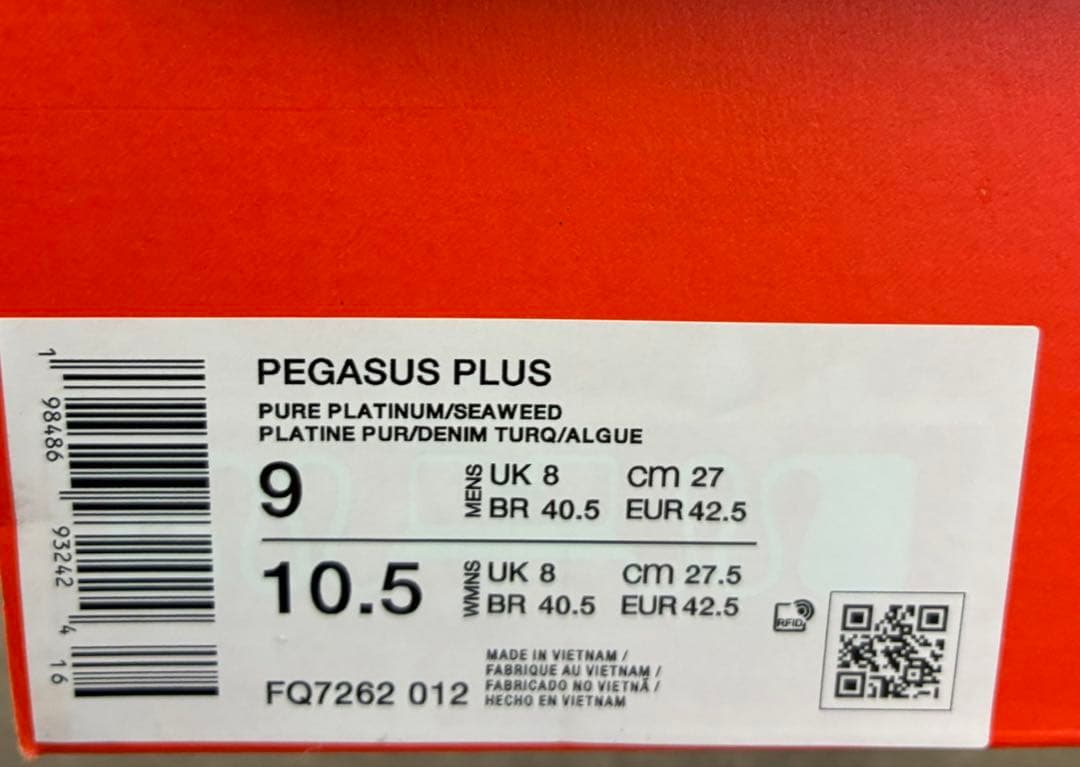 PEGASUS PLUS
PURE PLATINUM/SEAWEED
PLATINE PUR/DENIM TURQ/ALGUE
9
MENS
UK 8 cm 27
BR 40.5 EUR 42.5
10.5
WMNS
UK 8 cm 27.5
BR 40.5 EUR 42.5
RFID
FQ7262 012
MADE IN VIETNAM /
FABRIQUE AU VIETNAM /
FABRICADO NO VIETNÃ /
HECHO EN VIETNAM
1 98486 93242 4 16